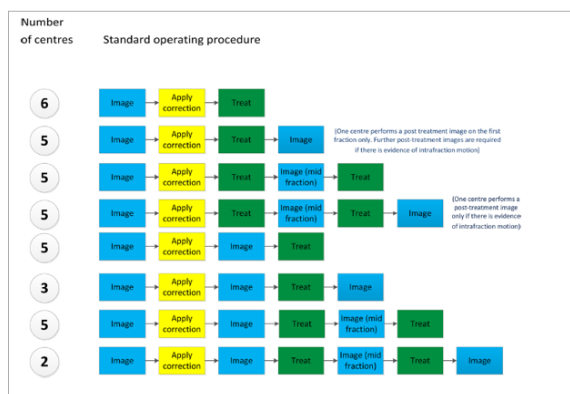 Number
of centres Standard operating procedure
6 Image Apply correction Treat
5 Image Apply correction Treat Image (One centre performs a post treatment image on the first
fraction only. Further post-treatment images are required
if there is evidence of intrafraction motion)
5 Image Apply correction Treat Image (mid fraction) Treat
5 Image Apply correction Treat Image (mid fraction) Treat Image (One centre performs a
post-treatment image
only if there is evidence
of intrafraction motion)
5 Image Apply correction Image Treat
3 Image Apply correction Image Treat Image
5 Image Apply correction Image Treat Image (mid fraction) Treat
2 Image Apply correction Image Treat Image (mid fraction) Treat Image